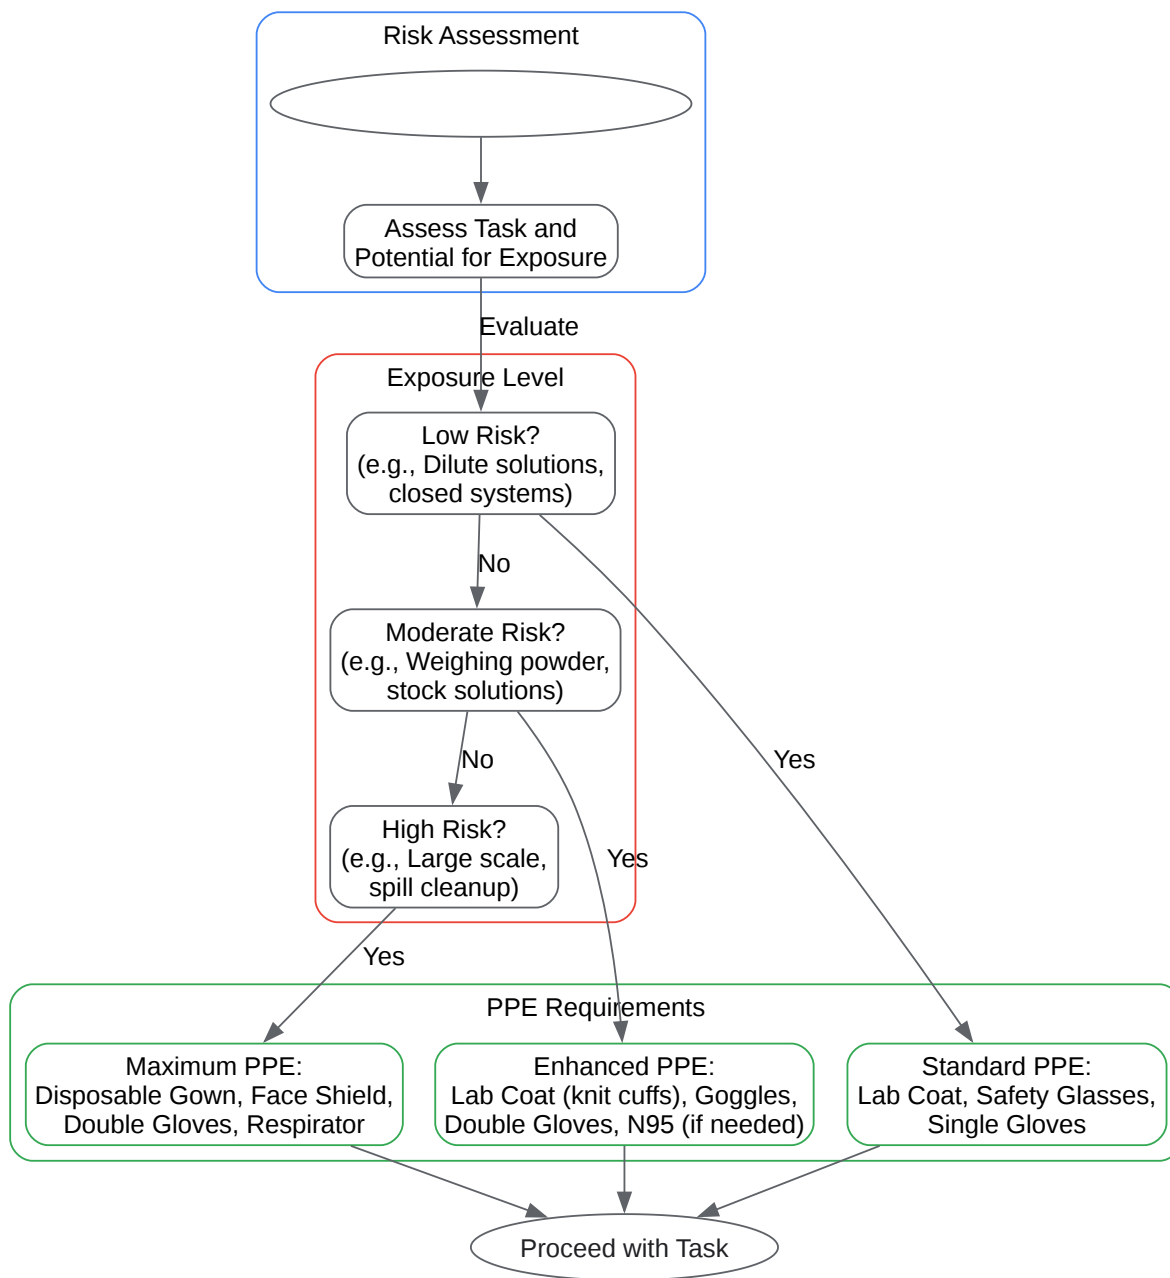 Risk Assessment
Assess Task and
Potential for Exposure
Evaluate
Exposure Level
Low Risk?
(e.g., Dilute solutions,
closed systems)
No
Moderate Risk?
(e.g., Weighing powder,
stock solutions)
No
Yes
High Risk?
(e.g., Large scale,
spill cleanup)
Yes
Yes
PPE Requirements
Maximum PPE:
Disposable Gown, Face Shield,
Double Gloves, Respirator
Enhanced PPE:
Lab Coat (knit cuffs), Goggles,
Double Gloves, N95 (if needed)
Standard PPE:
Lab Coat, Safety Glasses,
Single Gloves
Proceed with Task